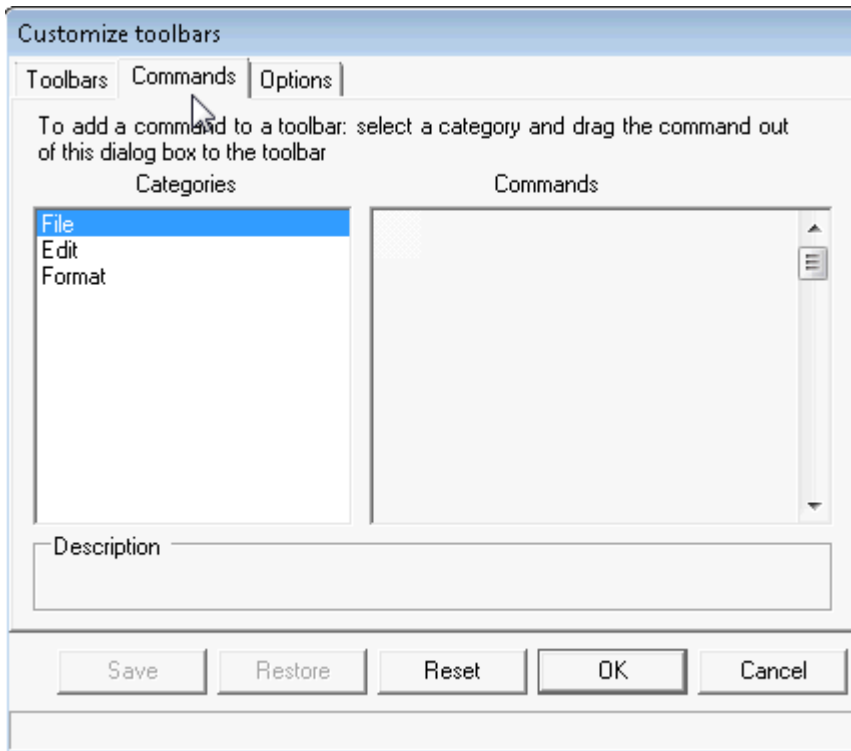 Customize toolbars
Toolbars Commands Options
To add a command to a toolbar: select a category and drag the command out
of this dialog box to the toolbar
Categories Commands
File
Edit
Format
Description
Save Restore Reset OK Cancel